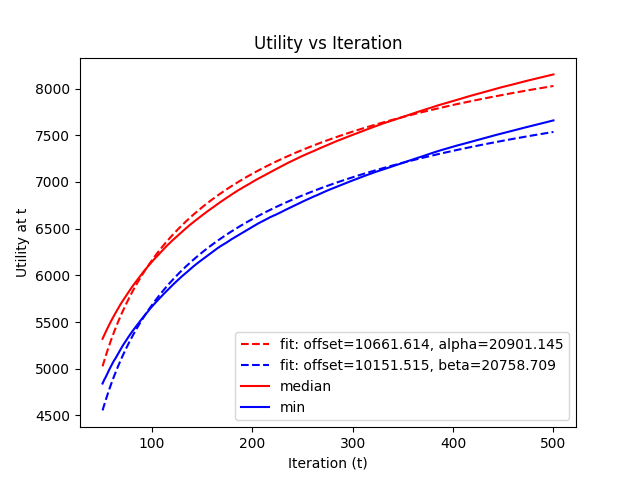 Utility vs Iteration
Utility at t
8000
7500
7000
6500
6000
5500
5000
4500
fit: offset=10661.614, alpha=20901.145
fit: offset=10151.515, beta=20758.709
median
min
100
200
300
400
500
Iteration (t)